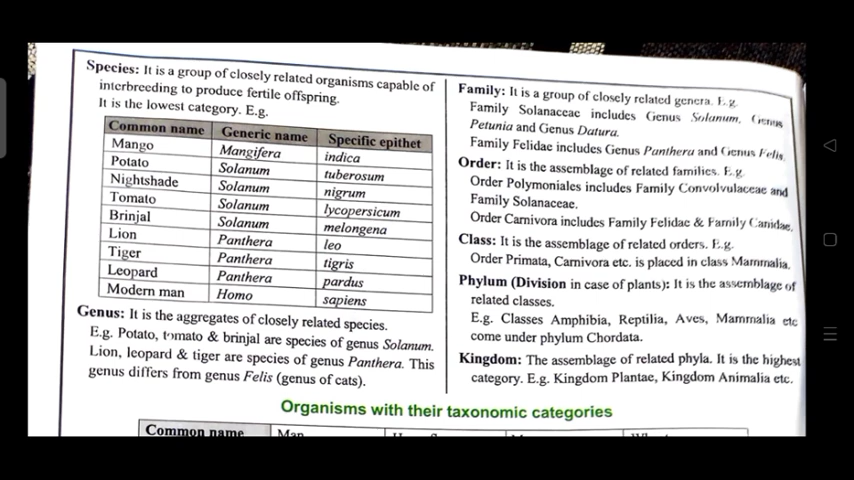 Species: It is a group of closely related organisms capable of
interbreeding to produce fertile offspring.
It is the lowest category. E.g.
Common name Generic name Specific epithet
Mango Mangifera indica
Potato Solanum tuberosum
Nightshade Solanum nigrum
Tomato Solanum lycopersicum
Brinjal Solanum melongena
Lion Panthera leo
Tiger Panthera tigris
Leopard Panthera pardus
Modern man Homo sapiens
Genus: It is the aggregates of closely related species.
E.g. Potato, tomato & brinjal are species of genus Solanum.
Lion, leopard & tiger are species of genus Panthera. This
genus differs from genus Felis (genus of cats).
Family: It is a group of closely related genera. E.g.
Family Solanaceae includes Genus Solanum, Genus
Petunia and Genus Datura.
Family Felidae includes Genus Panthera and Genus Felis.
Order: It is the assemblage of related families. E.g.
Order Polymoniales includes Family Convolvulaceae and
Family Solanaceae.
Order Carnivora includes Family Felidae & Family Canidae.
Class: It is the assemblage of related orders. E.g.
Order Primata, Carnivora etc. is placed in class Mammalia.
Phylum (Division in case of plants): It is the assemblage of
related classes.
E.g. Classes Amphibia, Reptilia, Aves, Mammalia etc
come under phylum Chordata.
Kingdom: The assemblage of related phyla. It is the highest
category. E.g. Kingdom Plantae, Kingdom Animalia etc.
Organisms with their taxonomic categories
Common name Man